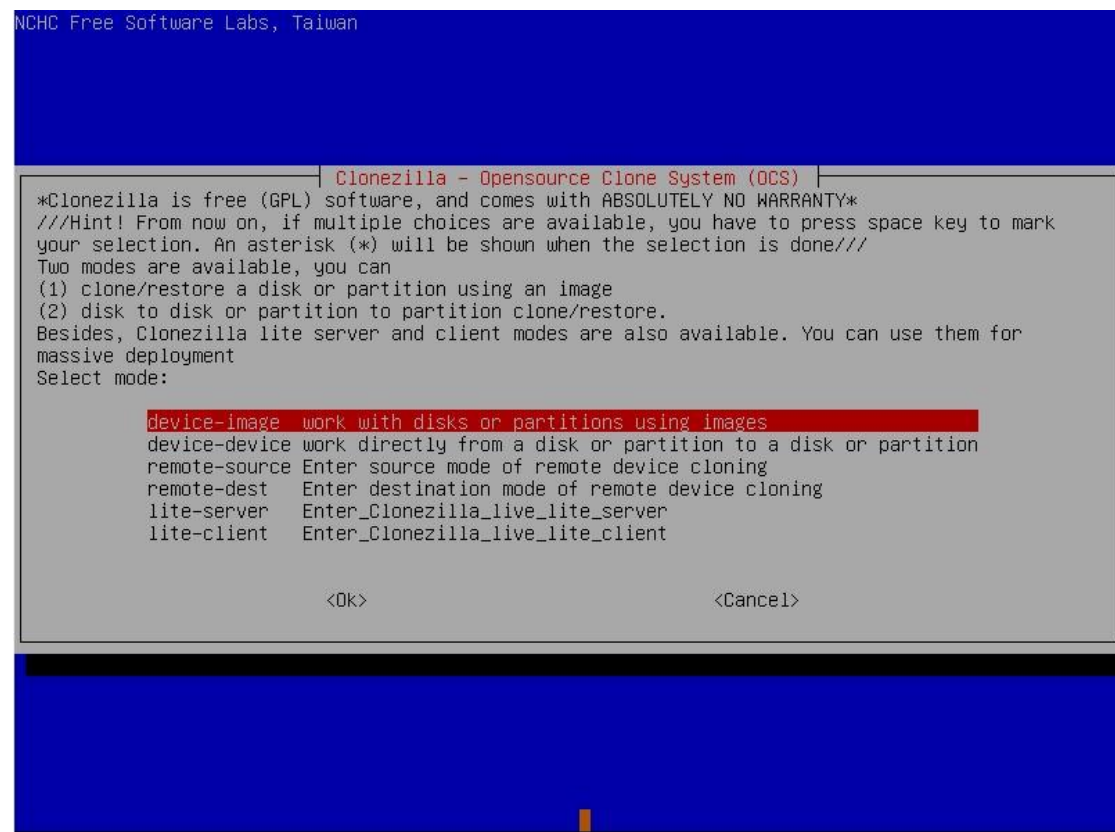 NCHC Free Software Labs, Taiwan
Clonezilla - Opensource Clone System (OCS)
*Clonezilla is free (GPL) software, and comes with ABSOLUTELY NO WARRANTY*
///Hint! From now on, if multiple choices are available, you have to press space key to mark
your selection. An asterisk (*) will be shown when the selection is done///
Two modes are available, you can
(1) clone/restore a disk or partition using an image
(2) disk to disk or partition to partition clone/restore.
Besides, Clonezilla lite server and client modes are also available. You can use them for
massive deployment
Select mode:
device-image work with disks or partitions using images
device-device work directly from a disk or partition to a disk or partition
remote-source Enter source mode of remote device cloning
remote-dest Enter destination mode of remote device cloning
lite-server Enter_Clonezilla_live_lite_server
lite-client Enter_Clonezilla_live_lite_client
<Ok> <Cancel>